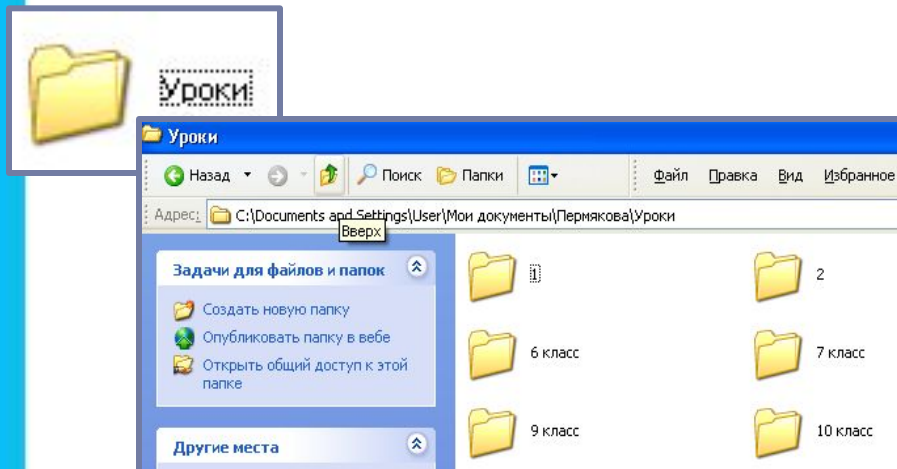 Уроки
Уроки
Назад Поиск Папки Файл Правка Вид Избранное
Адрес: C:\Documents and Settings\User\Мои документы\Пермякова\Уроки
Вверх
Задачи для файлов и папок
Создать новую папку
Опубликовать папку в вебе
Открыть общий доступ к этой
папке
Другие места
1 2
6 класс 7 класс
9 класс 10 класс